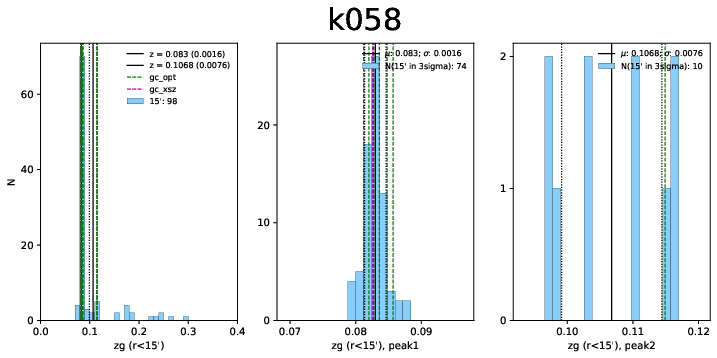 k058
z = 0.083 (0.0016)
z = 0.1068 (0.0076)
gc_opt
gc_xsz
15': 98
N
0
20
40
60
0.0
0.1
0.2
0.3
0.4
zg (r<15')
μ: 0.083; σ: 0.0016
N(15' in 3sigma): 74
0
10
20
0.07
0.08
0.09
zg (r<15'), peak1
μ: 0.1068; σ: 0.0076
N(15' in 3sigma): 10
0
1
2
0.10
0.11
0.12
zg (r<15'), peak2